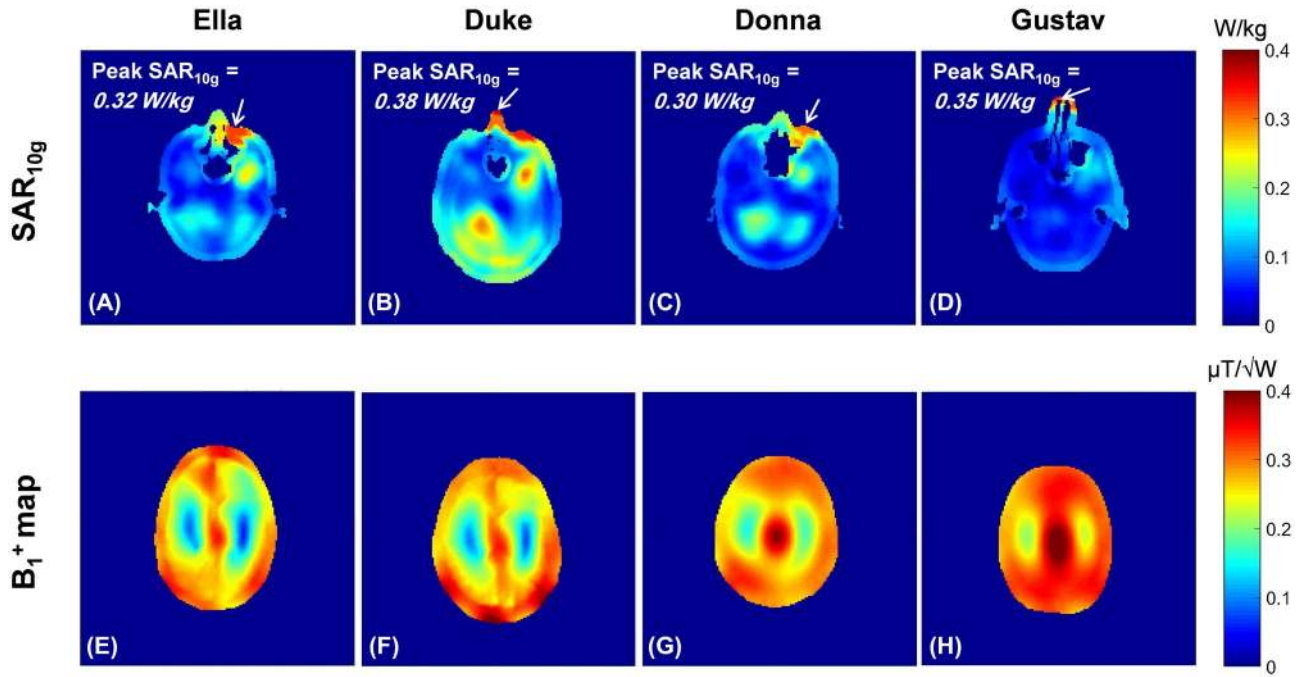 Ella Duke Donna Gustav
W/kg
SAR10g
Peak SAR10g =
0.32 W/kg
(A)
Peak SAR10g =
0.38 W/kg
(B)
Peak SAR10g =
0.30 W/kg
(C)
Peak SAR10g =
0.35 W/kg
(D)
0.4
0.3
0.2
0.1
0
µT/√W
B1+ map
(E)
(F)
(G)
(H)
0.4
0.3
0.2
0.1
0